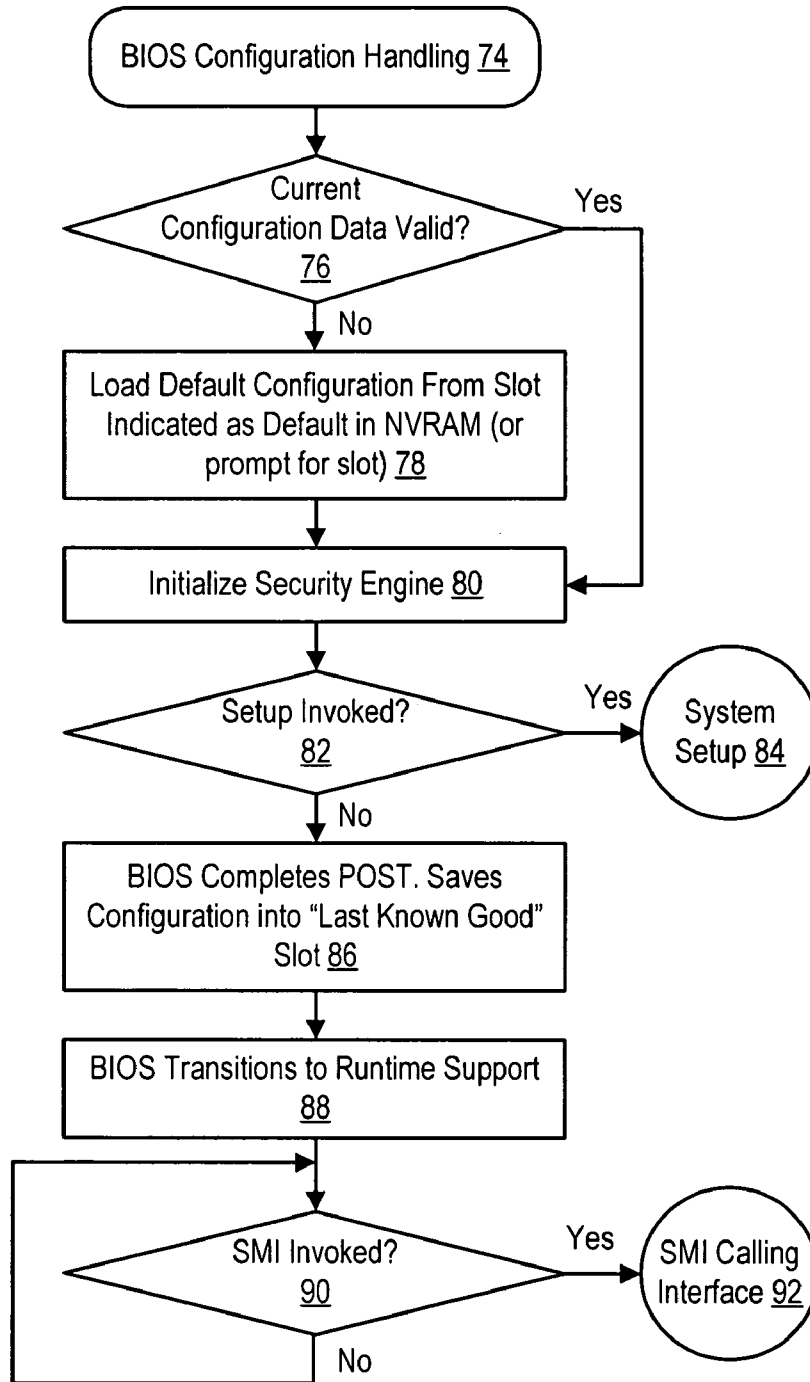 BIOS Configuration Handling 74
Current
Configuration Data Valid?
76
Yes
No
Load Default Configuration From Slot
Indicated as Default in NVRAM (or
prompt for slot) 78
Initialize Security Engine 80
Setup Invoked?
82
Yes
System
Setup 84
No
BIOS Completes POST. Saves
Configuration into “Last Known Good”
Slot 86
BIOS Transitions to Runtime Support
88
SMI Invoked?
90
Yes
SMI Calling
Interface 92
No